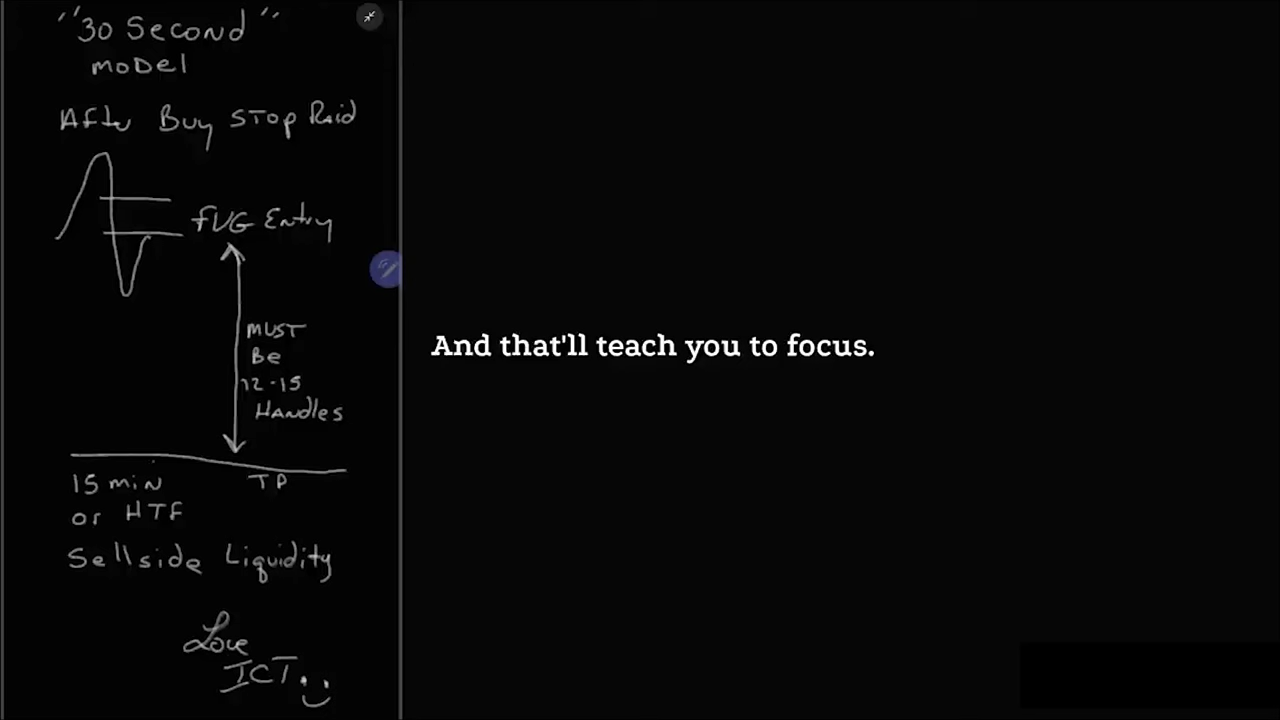 "30 Second"
MODel
After Buy STop Raid
FVG Entry
MUST
Be
12-15
HANdles
15 min
TP
or HTF
Sellside Liquidity
Love
ICT
And that'll teach you to focus.